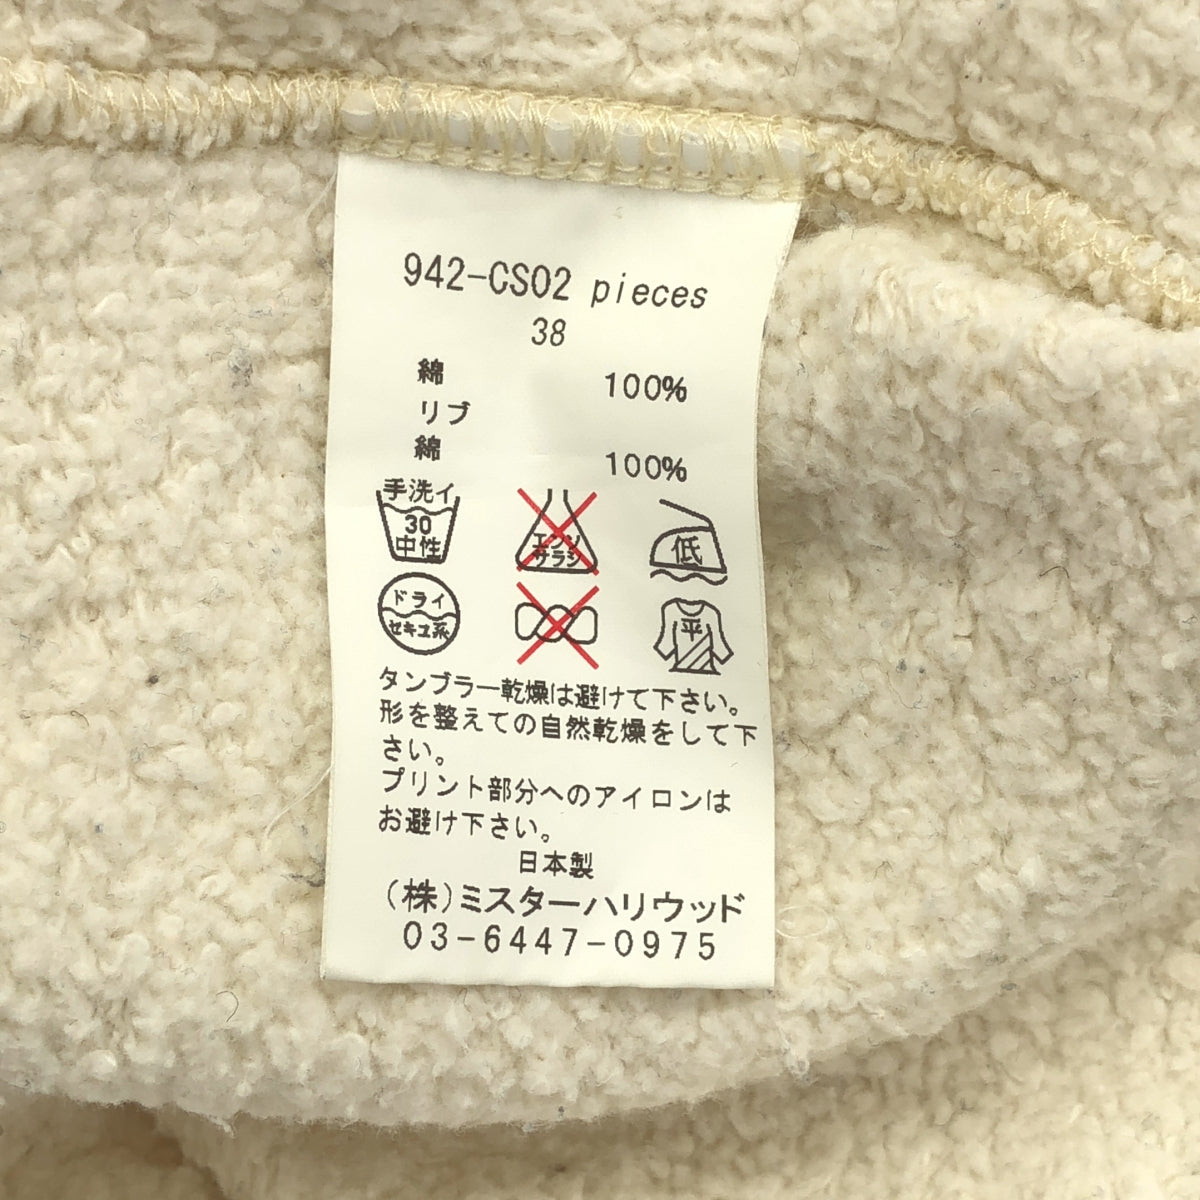 942-CS02 pieces
38
綿 100%
リブ
綿 100%
手洗イ
30
中性
エンソ
サラシ
低
ドライ
セキユ系
平
タンブラー乾燥は避けて下さい。
形を整えての自然乾燥をして下
さい。
プリント部分へのアイロンは
お避け下さい。
日本製
(株)ミスターハリウッド
03-6447-0975